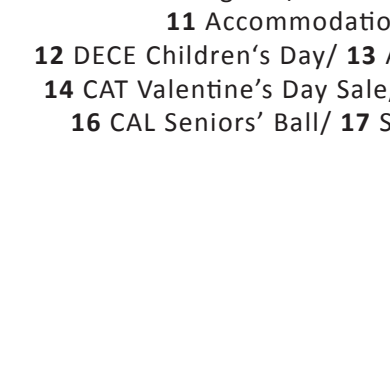 11 Accommodatio
12 DECE Children‘s Day/ 13
14 CAT Valentine’s Day Sale
16 CAL Seniors’ Ball/ 17 S